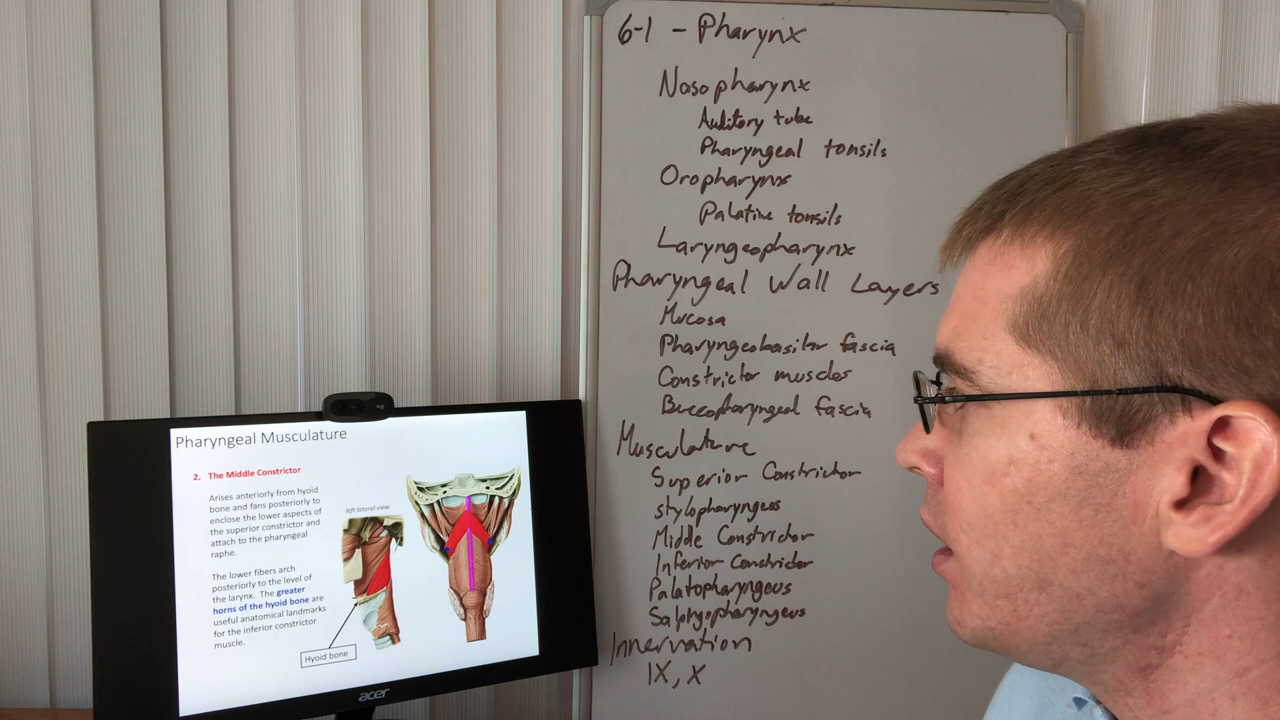 6-1 - Pharynx
Nasopharynx
Auditory tube
Pharyngeal tonsils
Oropharynx
Palatine tonsils
Laryngeopharynx
Pharyngeal Wall Layers
Mucosa
Pharyngeobasilar fascia
Constrictor muscles
Buccopharyngeal fascia
Musculature
Superior Constrictor
Stylopharyngeus
Middle Constrictor
Inferior Constrictor
Palatopharyngeus
Salpingopharyngeus
Innervation
IX, X
Pharyngeal Musculature
2. The Middle Constrictor
Arises anteriorly from hyoid
bone and fans posteriorly to
enclose the lower aspects of
the superior constrictor and
attach to the pharyngeal
raphe.
The lower fibers arch
posteriorly to the level of
the larynx. The greater
horns of the hyoid bone are
useful anatomical landmarks
for the inferior constrictor
muscle.
left lateral view
Hyoid bone
acer